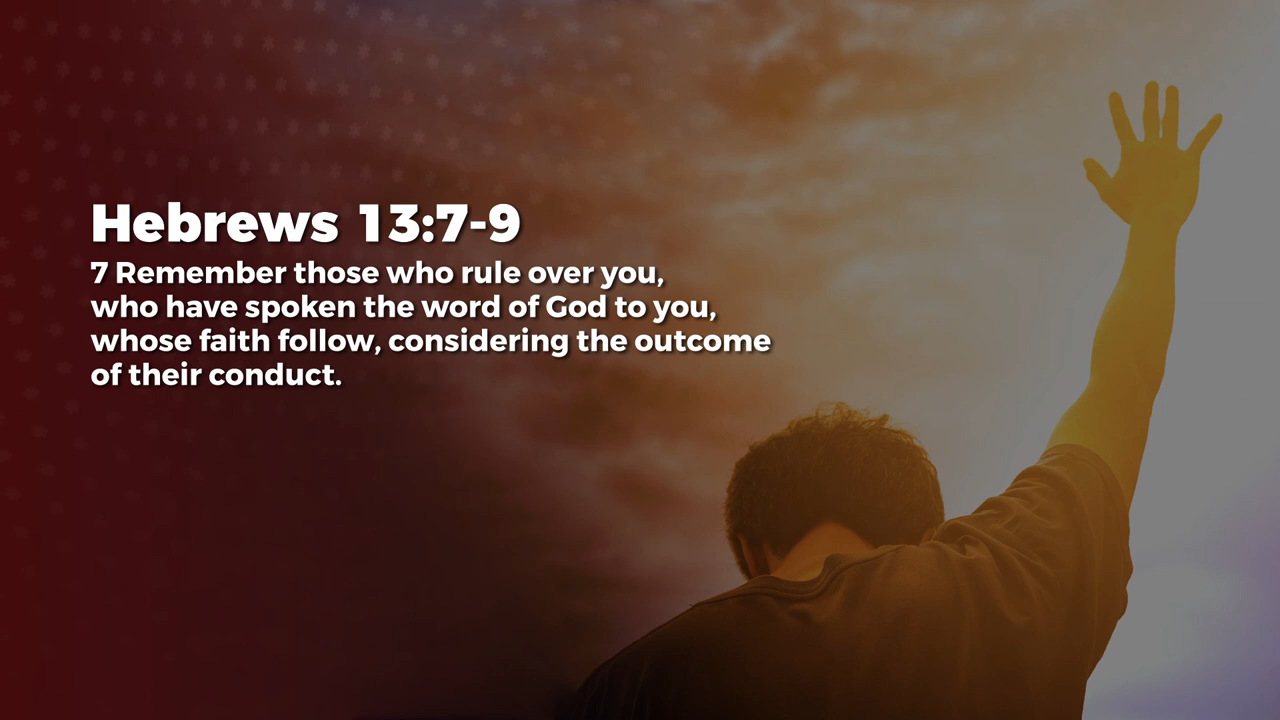 Hebrews 13:7-9
7 Remember those who rule over you,
who have spoken the word of God to you,
whose faith follow, considering the outcome
of their conduct.